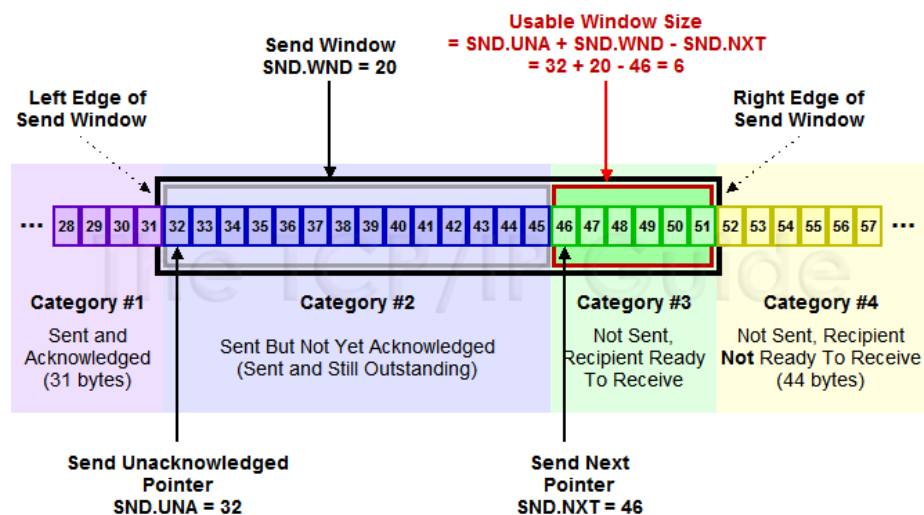 Usable Window Size
= SND.UNA + SND.WND - SND.NXT
= 32 + 20 - 46 = 6
Send Window
SND.WND = 20
Left Edge of
Send Window
Right Edge of
Send Window
... 28 29 30 31 32 33 34 35 36 37 38 39 40 41 42 43 44 45 46 47 48 49 50 51 52 53 54 55 56 57 ...
The TCP/IP Guide
Category #1
Sent and
Acknowledged
(31 bytes)
Category #2
Sent But Not Yet Acknowledged
(Sent and Still Outstanding)
Category #3
Not Sent,
Recipient Ready
To Receive
Category #4
Not Sent, Recipient
Not Ready To Receive
(44 bytes)
Send Unacknowledged
Pointer
SND.UNA = 32
Send Next
Pointer
SND.NXT = 46